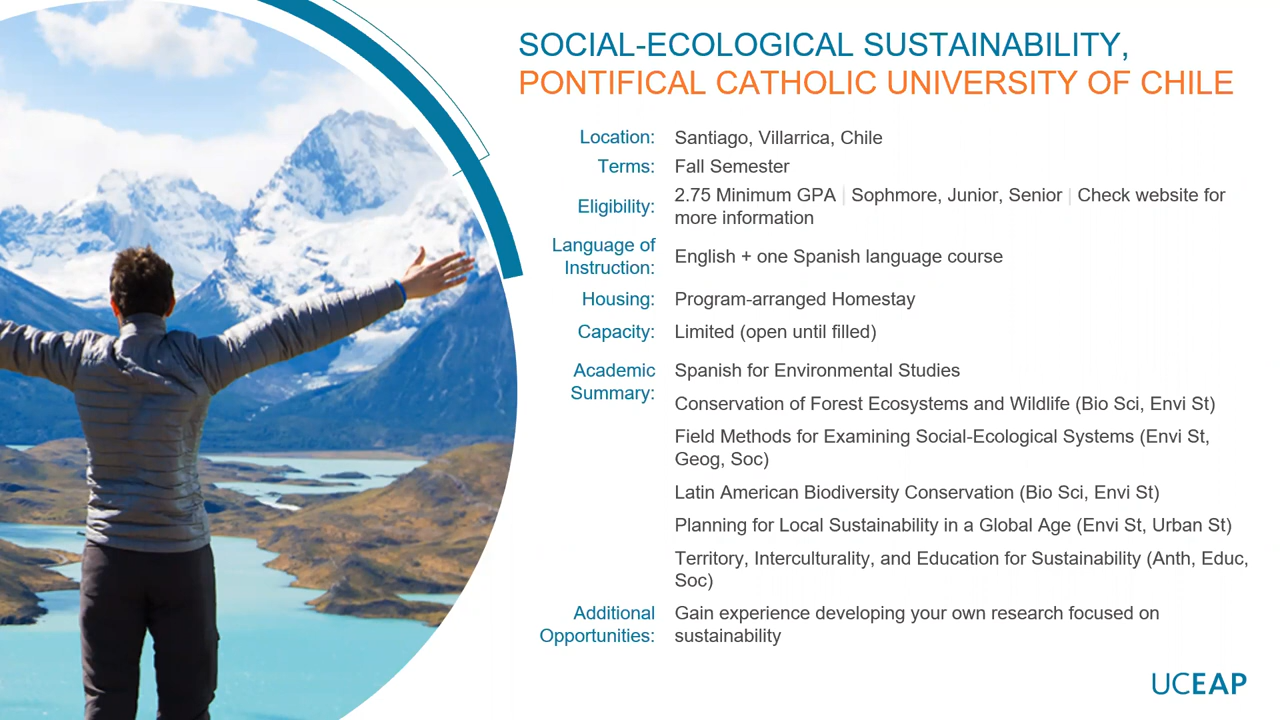 SOCIAL-ECOLOGICAL SUSTAINABILITY,
PONTIFICAL CATHOLIC UNIVERSITY OF CHILE
Location: Santiago, Villarrica, Chile
Terms: Fall Semester
Eligibility: 2.75 Minimum GPA | Sophmore, Junior, Senior | Check website for
more information
Language of
Instruction: English + one Spanish language course
Housing: Program-arranged Homestay
Capacity: Limited (open until filled)
Academic
Summary: Spanish for Environmental Studies
Conservation of Forest Ecosystems and Wildlife (Bio Sci, Envi St)
Field Methods for Examining Social-Ecological Systems (Envi St,
Geog, Soc)
Latin American Biodiversity Conservation (Bio Sci, Envi St)
Planning for Local Sustainability in a Global Age (Envi St, Urban St)
Territory, Interculturality, and Education for Sustainability (Anth, Educ,
Soc)
Additional
Opportunities: Gain experience developing your own research focused on
sustainability
UCEAP